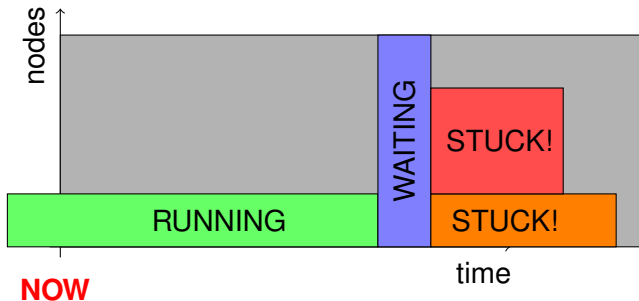 nodes
WAITING
STUCK!
RUNNING
STUCK!
time
NOW